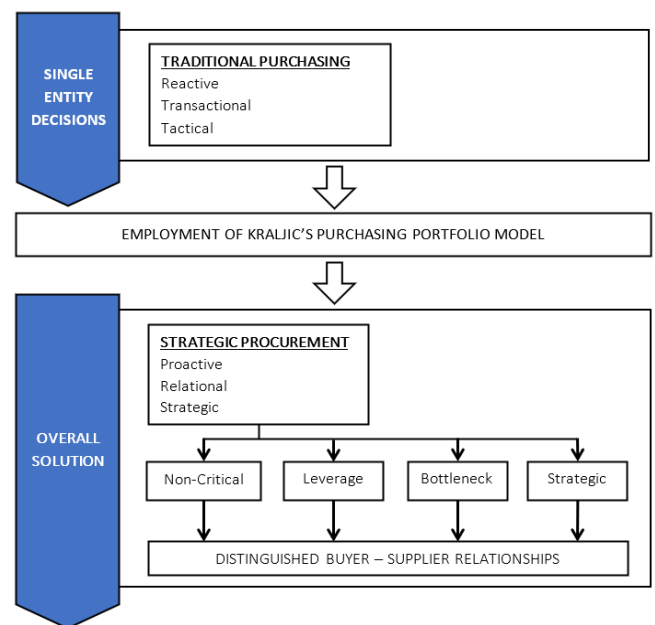 SINGLE
ENTITY
DECISIONS
TRADITIONAL PURCHASING
Reactive
Transactional
Tactical
EMPLOYMENT OF KRALJIC'S PURCHASING PORTFOLIO MODEL
OVERALL
SOLUTION
STRATEGIC PROCUREMENT
Proactive
Relational
Strategic
Non-Critical
Leverage
Bottleneck
Strategic
DISTINGUISHED BUYER – SUPPLIER RELATIONSHIPS